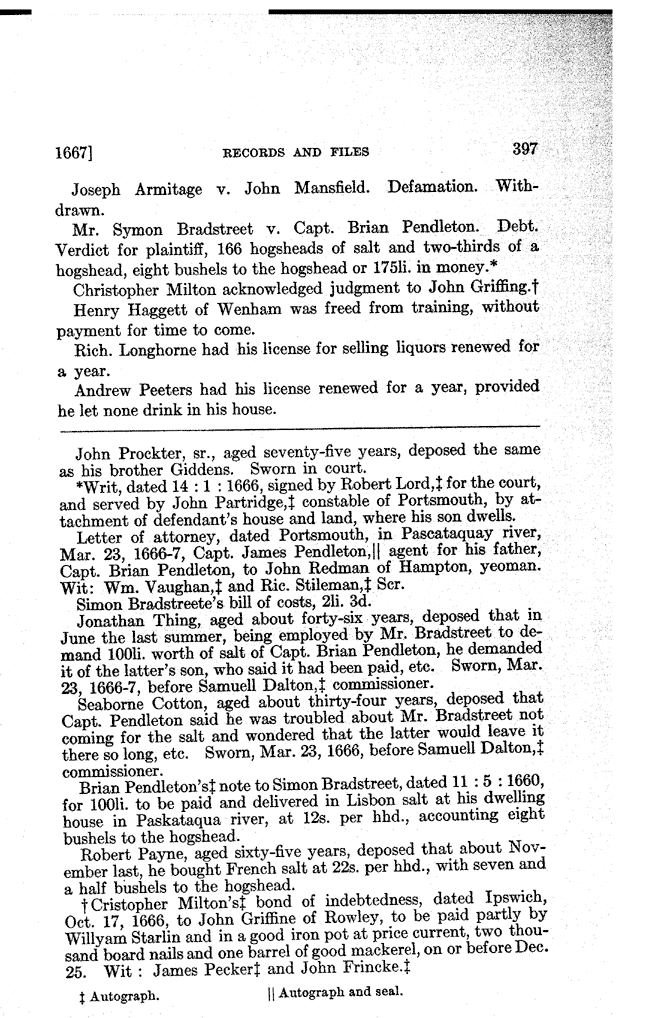 1667] RECORDS AND FILES 397
Joseph Armitage v. John Mansfield. Defamation. With-
drawn.
Mr. Symon Bradstreet v. Capt. Brian Pendleton. Debt.
Verdict for plaintiff, 166 hogsheads of salt and two-thirds of a
hogshead, eight bushels to the hogshead or 175li. in money.*
Christopher Milton acknowledged judgment to John Griffing.†
Henry Haggett of Wenham was freed from training, without
payment for time to come.
Rich. Longhorne had his license for selling liquors renewed for
a year.
Andrew Peeters had his license renewed for a year, provided
he let none drink in his house.
John Prockter, sr., aged seventy-five years, deposed the same
as his brother Giddens. Sworn in court.
*Writ, dated 14 : 1 : 1666, signed by Robert Lord,‡ for the court,
and served by John Partridge,‡ constable of Portsmouth, by at-
tachment of defendant's house and land, where his son dwells.
Letter of attorney, dated Portsmouth, in Pascataquay river,
Mar. 23, 1666-7, Capt. James Pendleton,|| agent for his father,
Capt. Brian Pendleton, to John Redman of Hampton, yeoman.
Wit: Wm. Vaughan,‡ and Ric. Stileman,‡ Scr.
Simon Bradstreete's bill of costs, 2li. 3d.
Jonathan Thing, aged about forty-six years, deposed that in
June the last summer, being employed by Mr. Bradstreet to de-
mand 100li. worth of salt of Capt. Brian Pendleton, he demanded
it of the latter's son, who said it had been paid, etc. Sworn, Mar.
23, 1666-7, before Samuell Dalton,‡ commissioner.
Seaborne Cotton, aged about thirty-four years, deposed that
Capt. Pendleton said he was troubled about Mr. Bradstreet not
coming for the salt and wondered that the latter would leave it
there so long, etc. Sworn, Mar. 23, 1666, before Samuell Dalton,‡
commissioner.
Brian Pendleton's‡ note to Simon Bradstreet, dated 11 : 5 : 1660,
for 100li. to be paid and delivered in Lisbon salt at his dwelling
house in Paskataqua river, at 12s. per hhd., accounting eight
bushels to the hogshead.
Robert Payne, aged sixty-five years, deposed that about Nov-
ember last, he bought French salt at 22s. per hhd., with seven and
a half bushels to the hogshead.
†Cristopher Milton's‡ bond of indebtedness, dated Ipswich,
Oct. 17, 1666, to John Griffine of Rowley, to be paid partly by
Willyam Starlin and in a good iron pot at price current, two thou-
sand board nails and one barrel of good mackerel, on or before Dec.
25. Wit : James Pecker‡ and John Frincke.‡
‡ Autograph. || Autograph and seal.